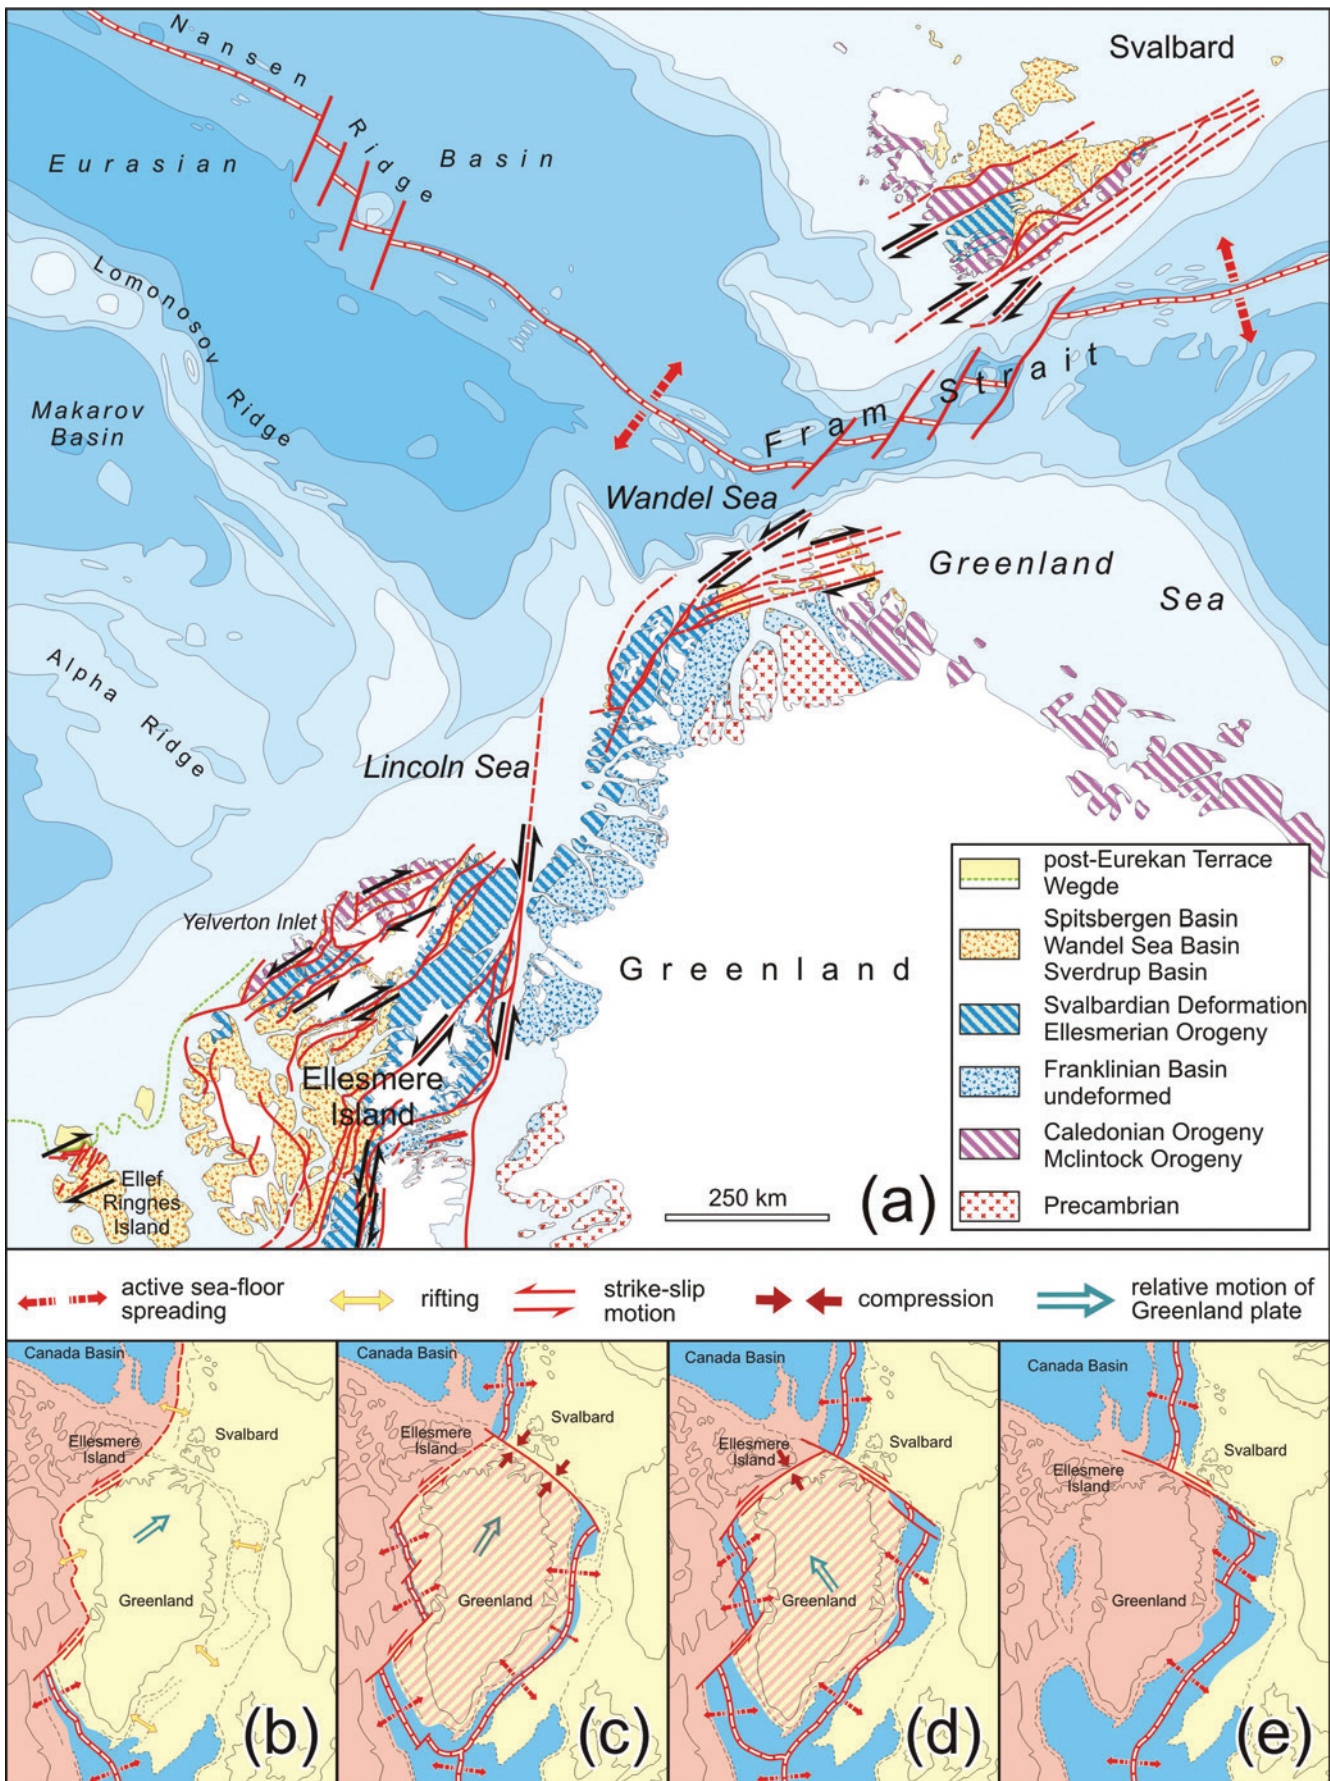 Svalbard
Nansen Ridge
Eurasian Basin
Lomonosov Ridge
Makarov
Basin
Fram Strait
Wandel Sea
Greenland
Sea
Alpha Ridge
Lincoln Sea
Yelverton Inlet
Greenland
Ellesmere
Island
Ellef
Ringnes
Island
250 km
(a)
post-Eurekan Terrace
Wegde
Spitsbergen Basin
Wandel Sea Basin
Sverdrup Basin
Svalbardian Deformation
Ellesmerian Orogeny
Franklinian Basin
undeformed
Caledonian Orogeny
Mclintock Orogeny
Precambrian
active sea-floor
spreading
rifting
strike-slip
motion
compression
relative motion of
Greenland plate
Canada Basin
Ellesmere
Island
Svalbard
Greenland
(b)
Canada Basin
Ellesmere
Island
Svalbard
Greenland
(c)
Canada Basin
Ellesmere
Island
Svalbard
Greenland
(d)
Canada Basin
Ellesmere
Island
Svalbard
Greenland
(e)